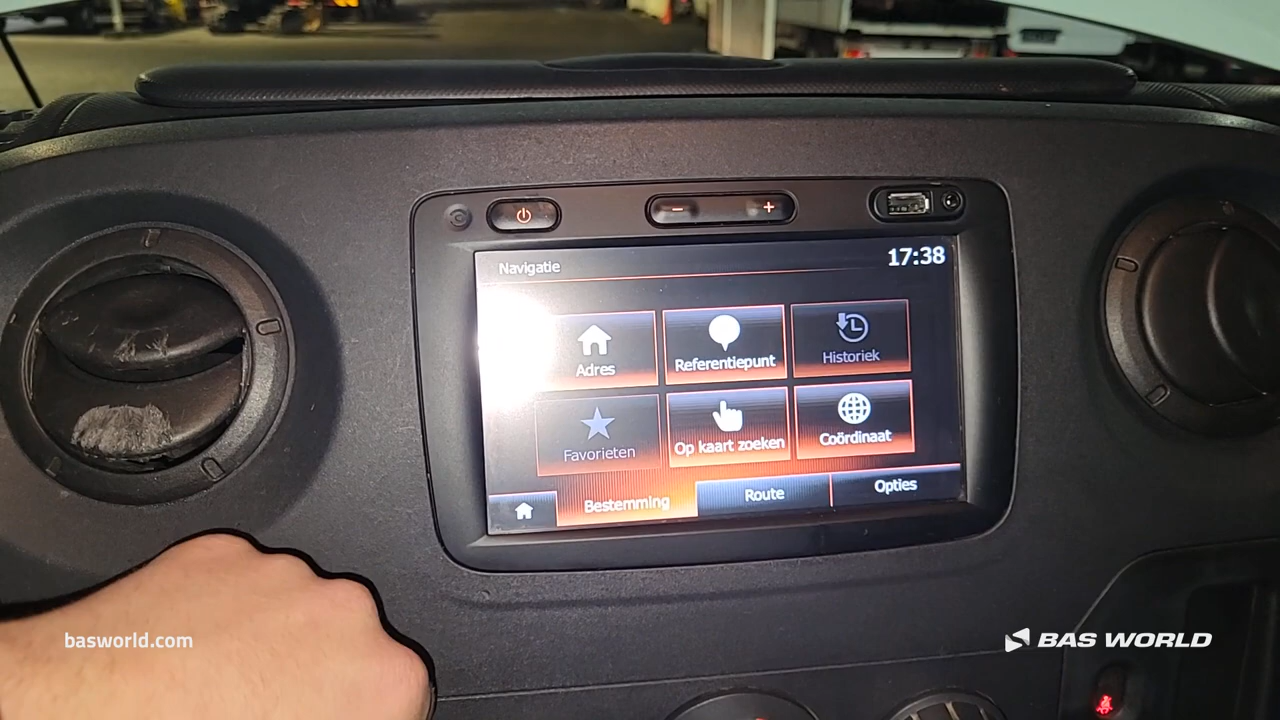 Navigatie
17:38
Adres
Referentiepunt
Historiek
Favorieten
Op kaart zoeken
Coördinaat
Bestemming
Route
Opties
basworld.com
BAS WORLD